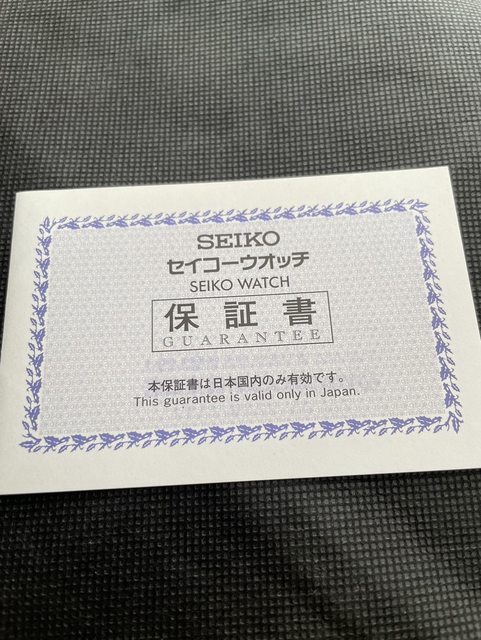 SEIKO
セイコーウオッチ
SEIKO WATCH
保証書
GUARANTEE
本保証書は日本国内のみ有効です。
This guarantee is valid only in Japan.